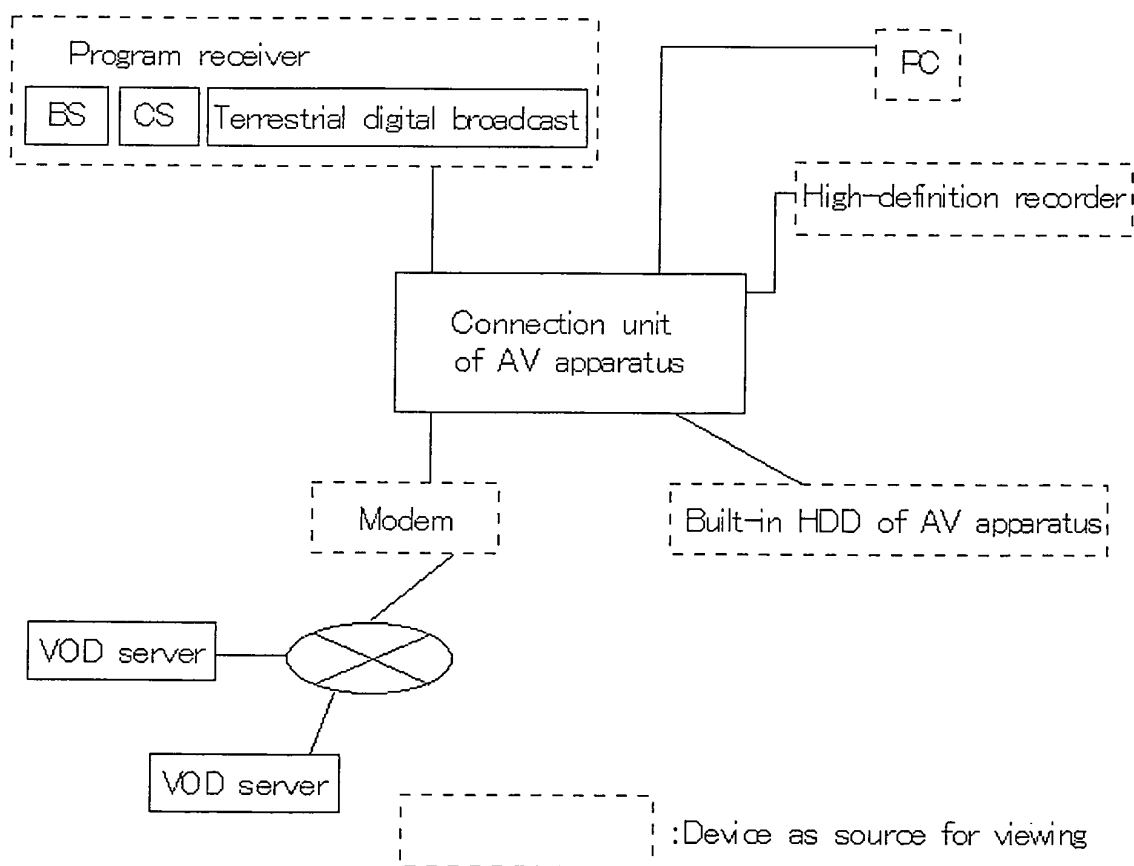 Program receiver
PC
BS
CS
Terrestrial digital broadcast
High-definition recorder
Connection unit
of AV apparatus
Modem
Built-in HDD of AV apparatus
VOD server
VOD server
:Device as source for viewing